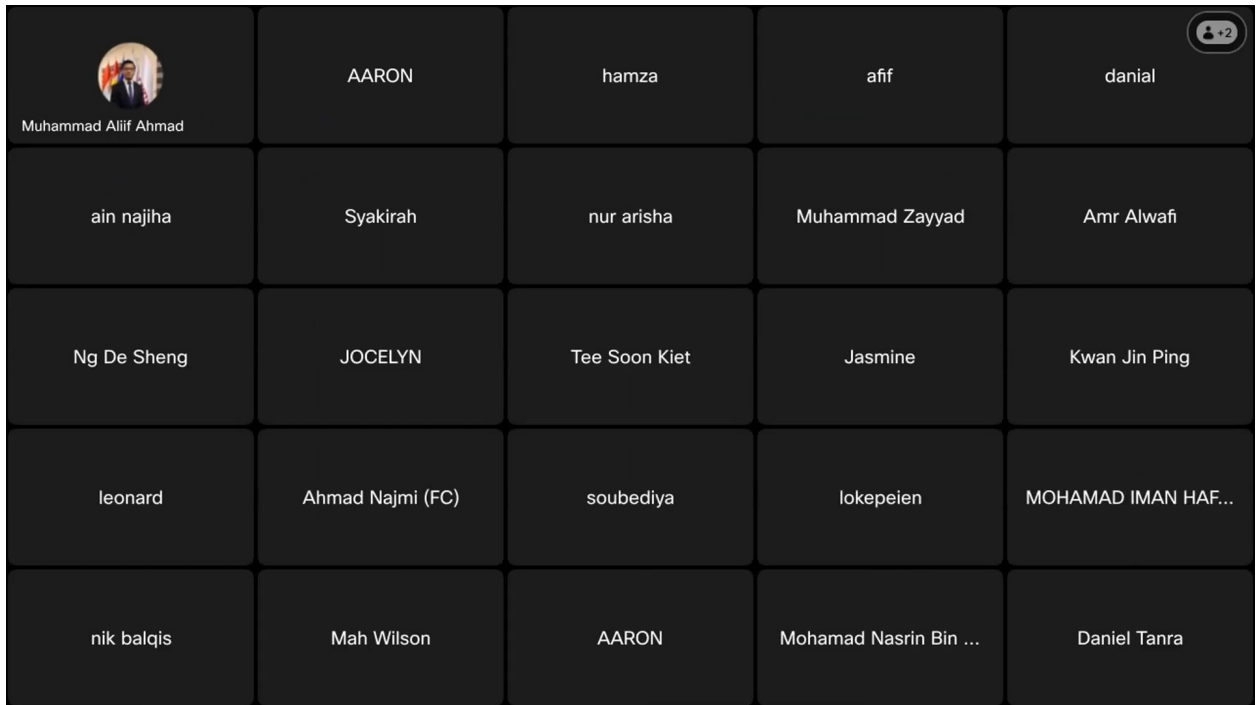 +2
Muhammad Aliif Ahmad
AARON
hamza
afif
danial
ain najiha
Syakirah
nur arisha
Muhammad Zayyad
Amr Alwafi
Ng De Sheng
JOCELYN
Tee Soon Kiet
Jasmine
Kwan Jin Ping
leonard
Ahmad Najmi (FC)
soubediya
lokepeien
MOHAMAD IMAN HAF...
nik balqis
Mah Wilson
AARON
Mohamad Nasrin Bin ...
Daniel Tanra